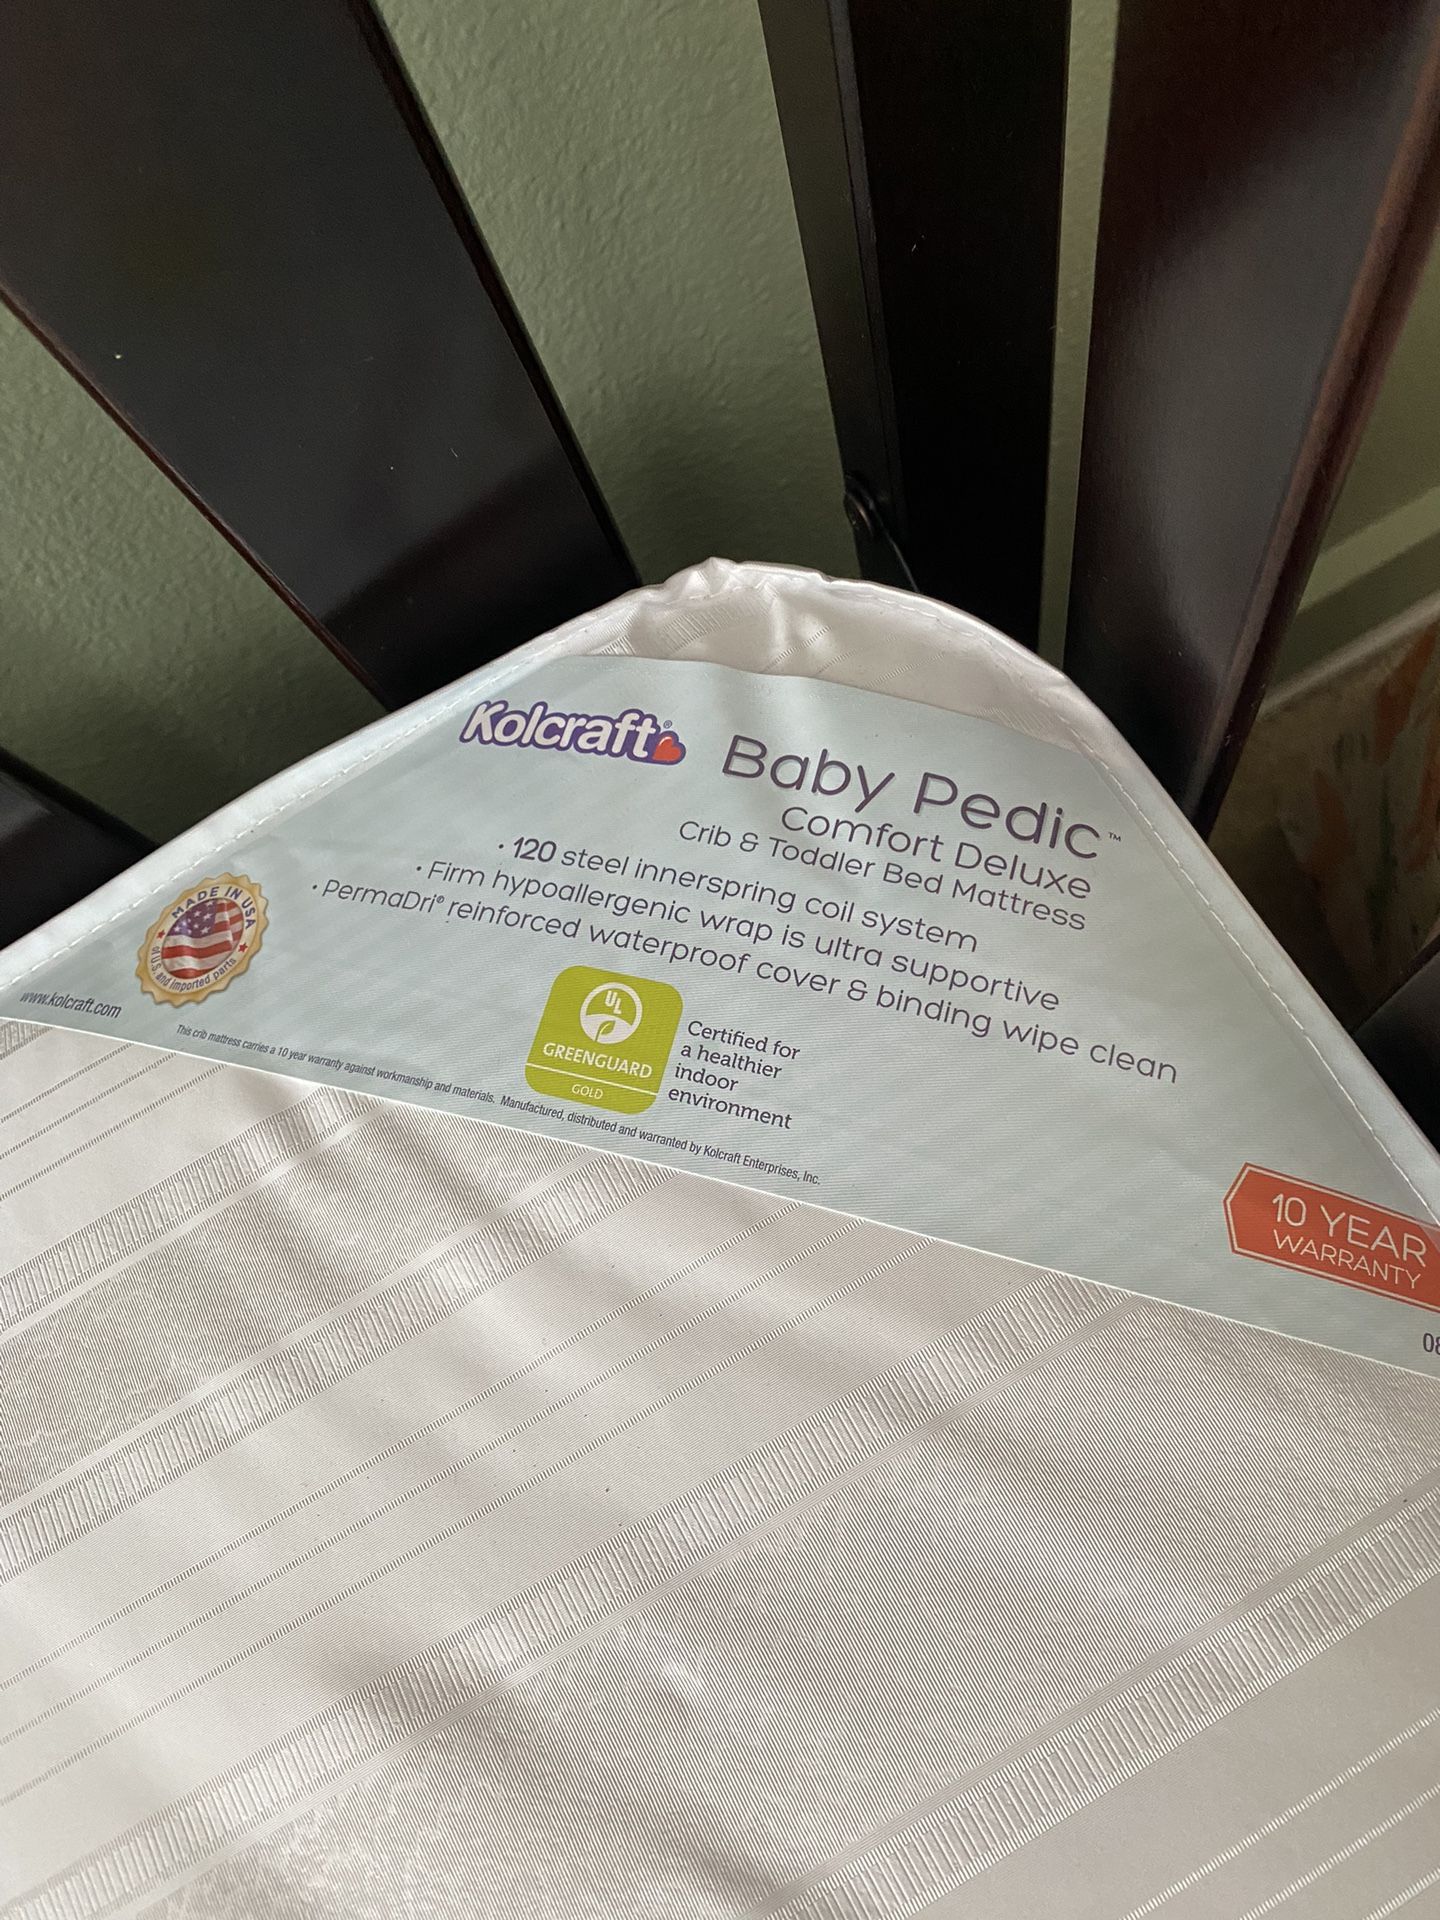 Kolcraft®
Baby Pedic™
Comfort Deluxe
Crib & Toddler Bed Mattress
• 120 steel innerspring coil system
• Firm hypoallergenic wrap is ultra supportive
• PermaDri® reinforced waterproof cover & binding wipe clean
MADE IN USA
of U.S. and imported parts
www.kolcraft.com
UL
GREENGUARD
GOLD
Certified for
a healthier
indoor
environment
This crib mattress carries a 10 year warranty against workmanship and materials. Manufactured, distributed and warranted by Kolcraft Enterprises, Inc.
10 YEAR
WARRANTY